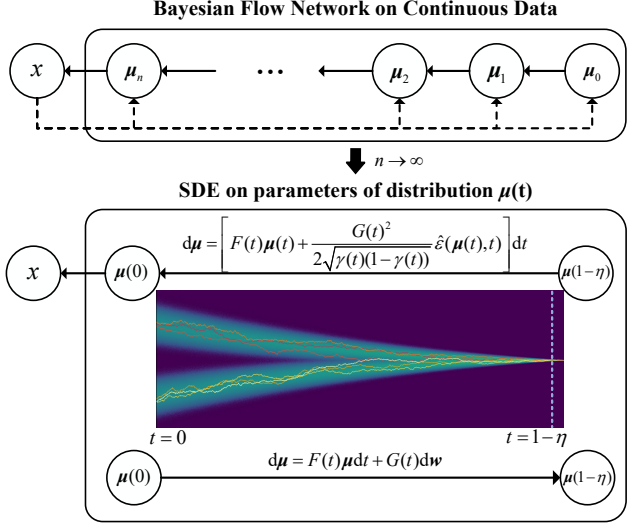 Bayesian Flow Network on Continuous Data
x μₙ ⋯ μ₂ μ₁ μ₀
n → ∞
SDE on parameters of distribution μ(t)
dμ = [F(t)μ(t) + G(t)² / (2√(γ(t)(1−γ(t)))) ε̂(μ(t),t)]dt
x μ(0) μ(1−η)
t = 0 t = 1−η
dμ = F(t)μdt + G(t)dw
μ(0) μ(1−η)